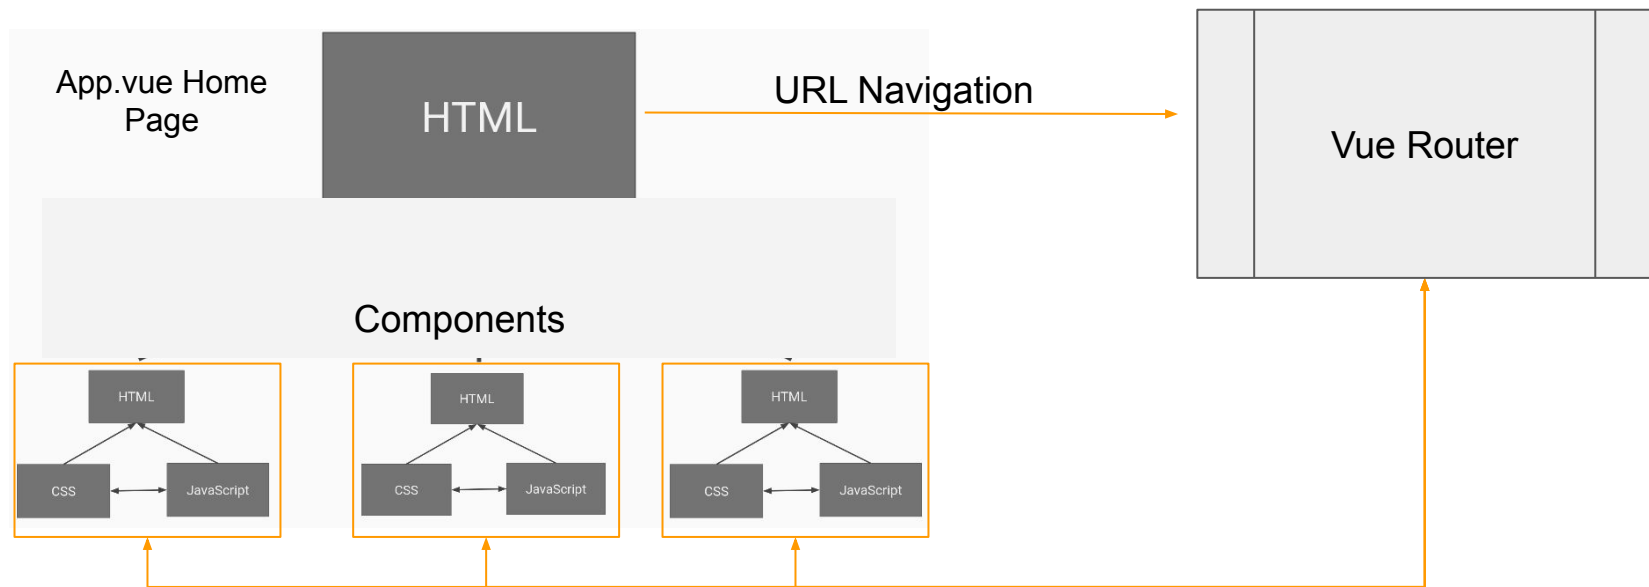 App.vue Home
Page
HTML
URL Navigation
Vue Router
Components
HTML
CSS
JavaScript
HTML
CSS
JavaScript
HTML
CSS
JavaScript